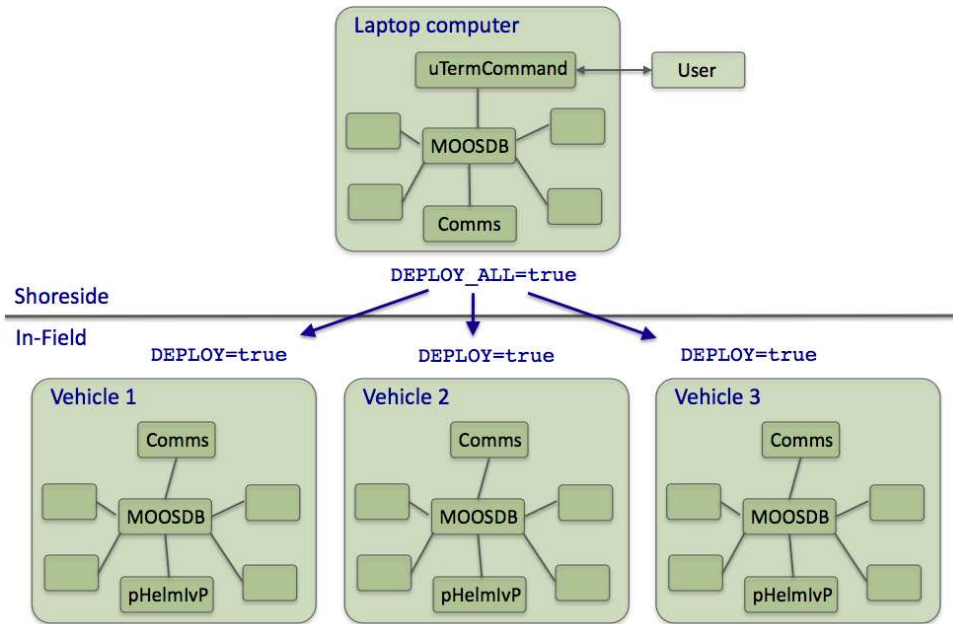 Laptop computer
uTermCommand
User
MOOSDB
Comms
DEPLOY_ALL=true
Shoreside
In-Field
DEPLOY=true
DEPLOY=true
DEPLOY=true
Vehicle 1
Comms
MOOSDB
pHelmIvP
Vehicle 2
Comms
MOOSDB
pHelmIvP
Vehicle 3
Comms
MOOSDB
pHelmIvP